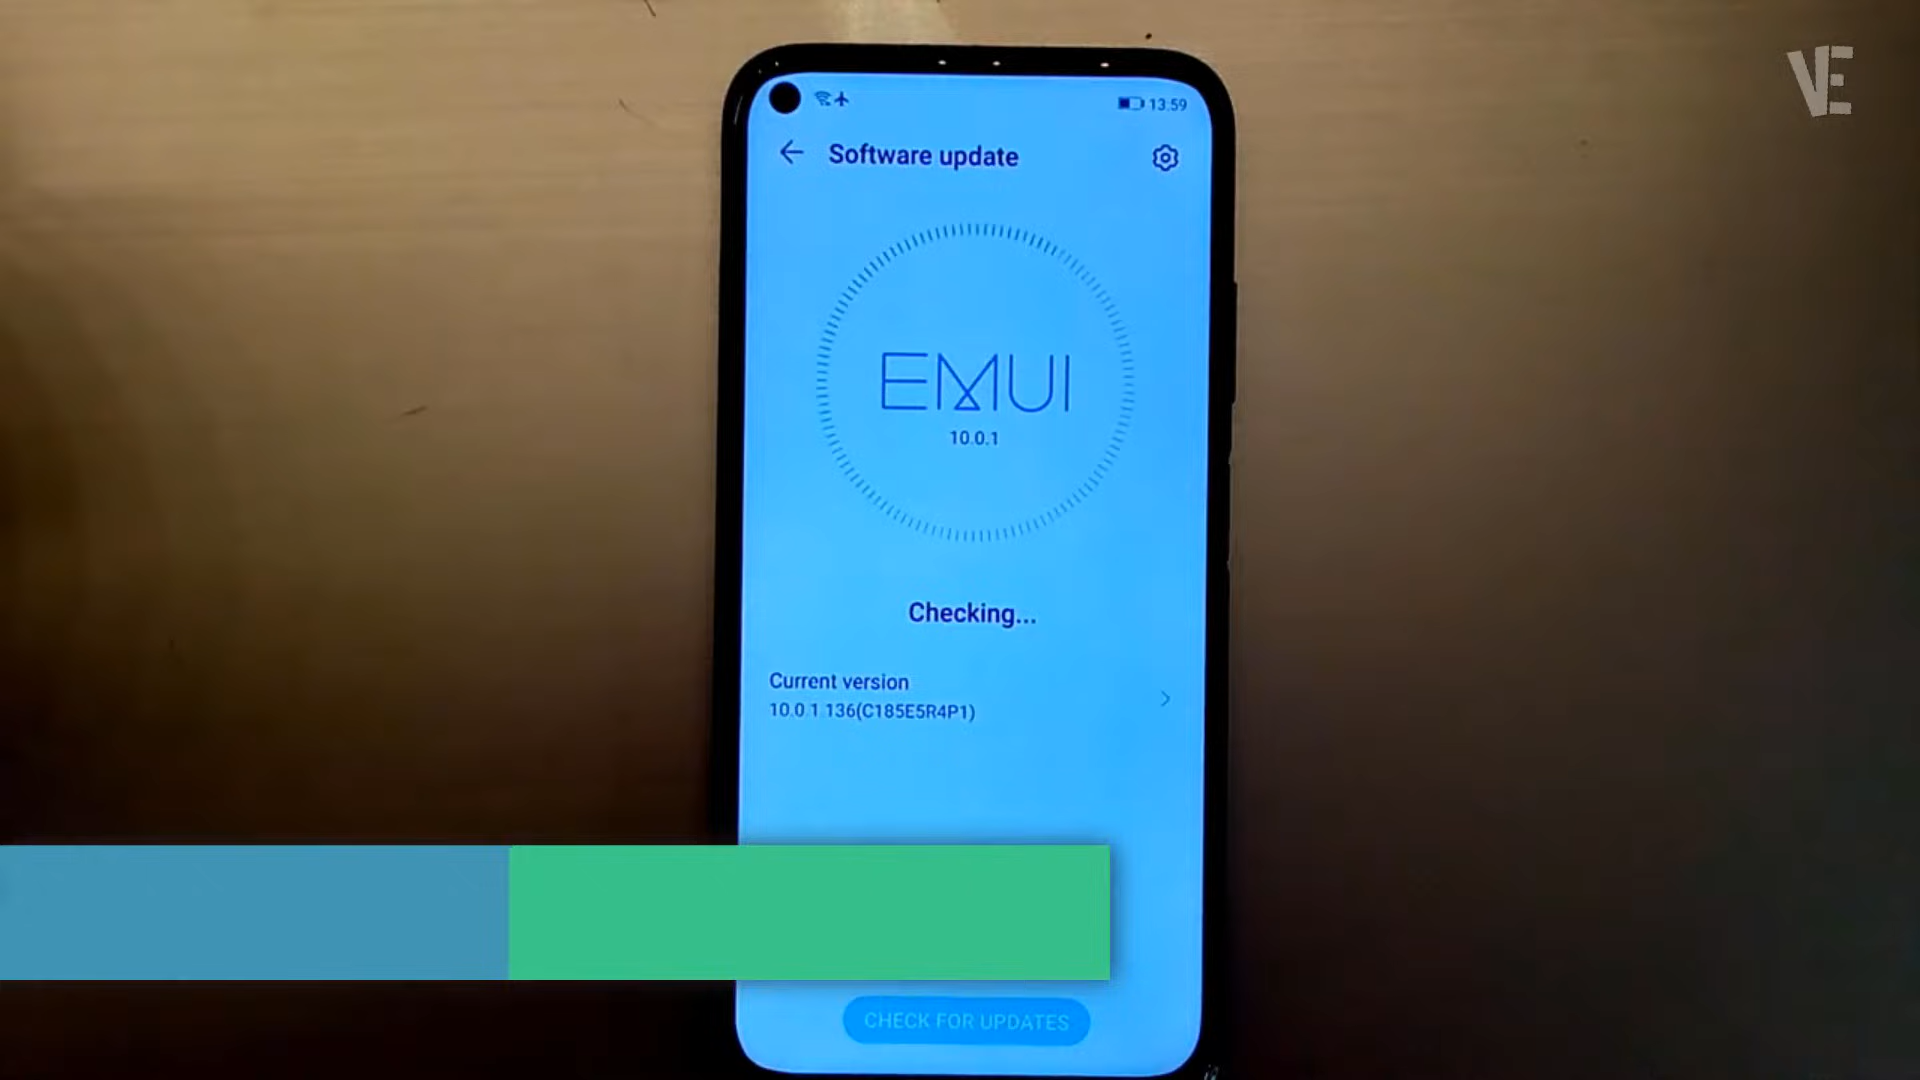 VE
13:59
Software update
EMUI
10.0.1
Checking...
Current version
10.0.1.136(C185E5R4P1)
CHECK FOR UPDATES